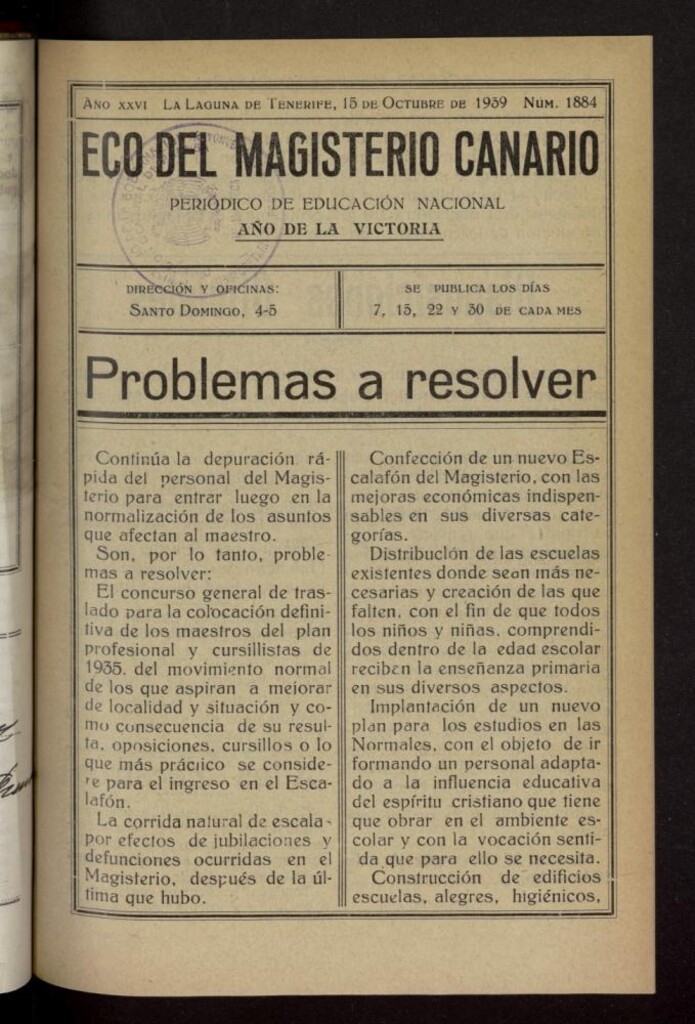 AÑO XXVI LA LAGUNA DE TENERIFE, 15 DE OCTUBRE DE 1939 NUM. 1884
ECO DEL MAGISTERIO CANARIO
PERIÓDICO DE EDUCACIÓN NACIONAL
AÑO DE LA VICTORIA
DIRECCIÓN Y OFICINAS:
SANTO DOMINGO, 4-5
SE PUBLICA LOS DÍAS
7, 15, 22 Y 30 DE CADA MES
Problemas a resolver
Continúa la depuración rá-
pida del personal del Magis-
terio para entrar luego en la
normalización de los asuntos
que afectan al maestro.
Son, por lo tanto, proble-
mas a resolver:
El concurso general de tras-
lado para la colocación defini-
tiva de los maestros del plan
profesional y cursillistas de
1935. del movimiento normal
de los que aspiran a mejorar
de localidad y situación y co-
mo consecuencia de su resul-
ta, oposiciones, cursillos o lo
que más práctico se conside-
re para el ingreso en el Esca-
lafón.
La corrida natural de escala-
por efectos de jubilaciones y
defunciones ocurridas en el
Magisterio, después de la úl-
tima que hubo.
Confección de un nuevo Es-
calafón del Magisterio, con las
mejoras económicas indispen-
sables en sus diversas cate-
gorías.
Distribución de las escuelas
existentes donde sean más ne-
cesarias y creación de las que
falten, con el fin de que todos
los niños y niñas, comprendi-
dos dentro de la edad escolar
reciben la enseñanza primaria
en sus diversos aspectos.
Implantación de un nuevo
plan para los estudios en las
Normales, con el objeto de ir
formando un personal adapta-
do a la influencia educativa
del espíritu cristiano que tiene
que obrar en el ambiente es-
colar y con la vocación senti-
da que para ello se necesita.
Construcción de edificios
escuelas, alegres, higiénicos,